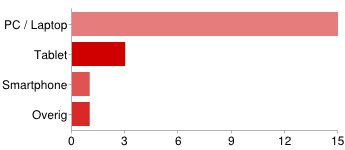 PC / Laptop
Tablet
Smartphone
Overig
0 3 6 9 12 15